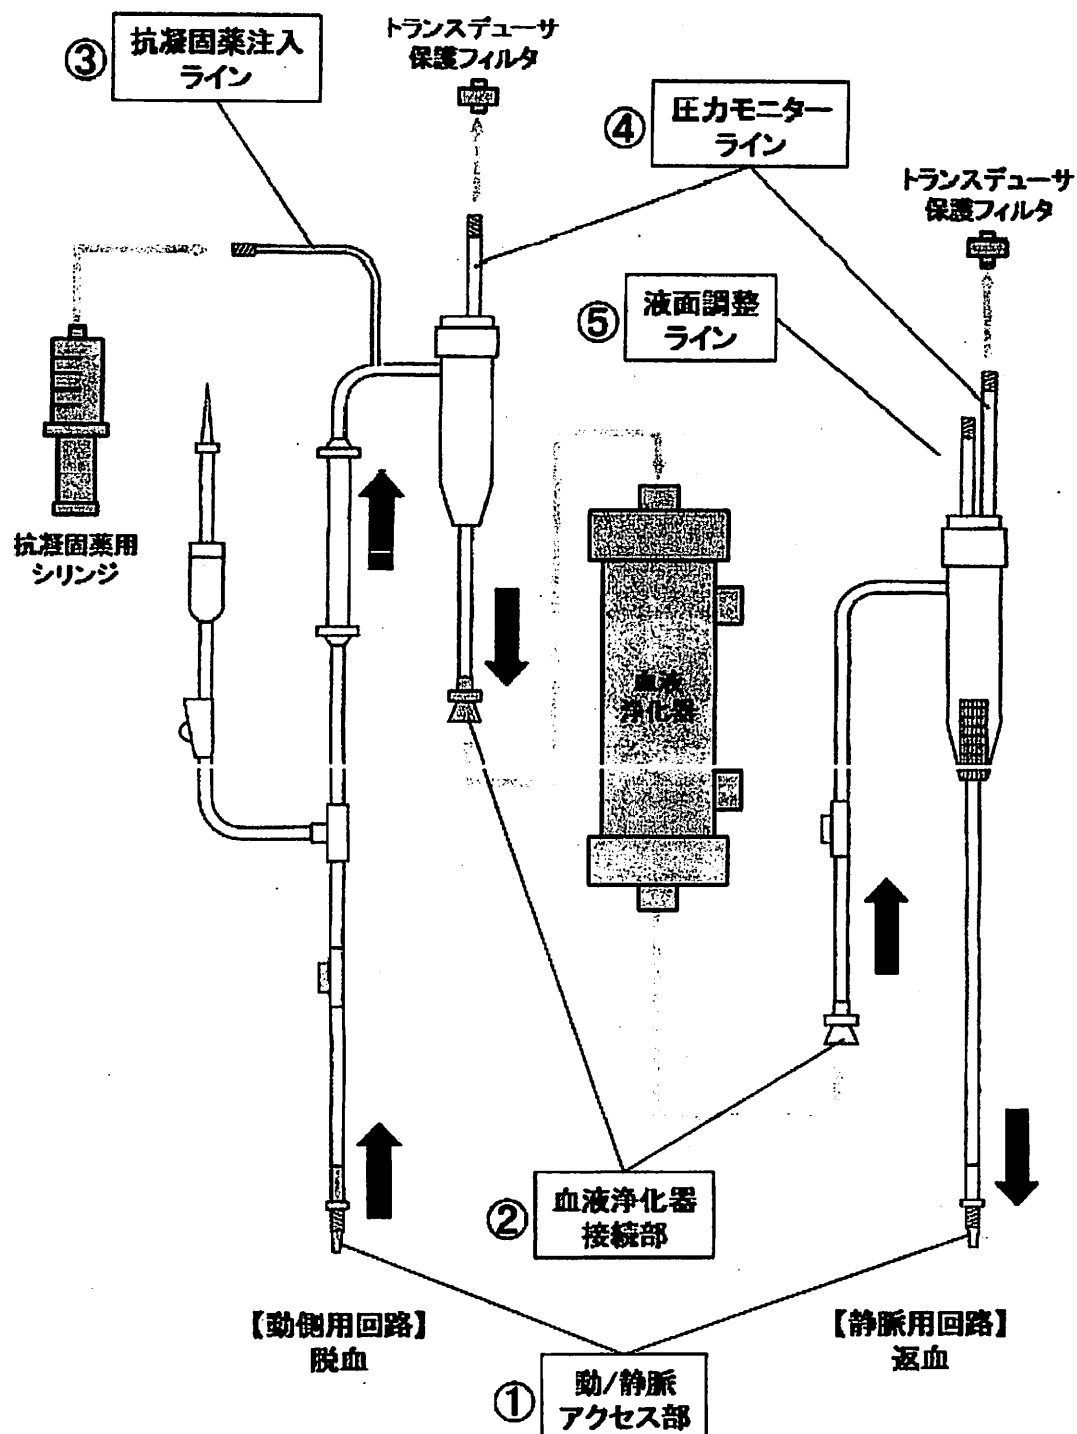 ③
抗凝固薬注入
ライン
トランスデューサ
保護フィルタ
④
圧力モニター
ライン
トランスデューサ
保護フィルタ
⑤
液面調整
ライン
抗凝固薬用
シリンジ
血液
浄化器
②
血液浄化器
接続部
【動側用回路】
脱血
【静脈用回路】
返血
①
動/静脈
アクセス部